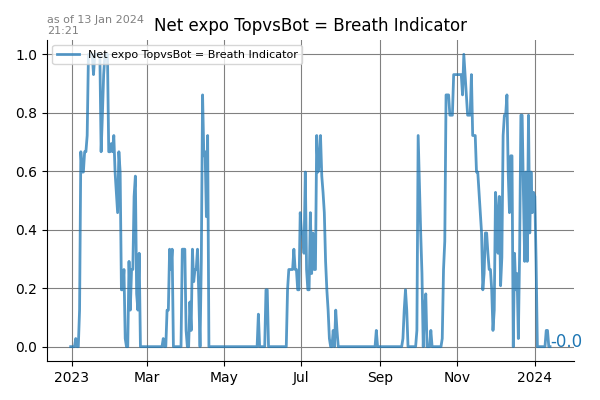 as of 13 Jan 2024
21:21
Net expo TopvsBot = Breath Indicator
Net expo TopvsBot = Breath Indicator
1.0
0.8
0.6
0.4
0.2
0.0
-0.0
2023 Mar May Jul Sep Nov 2024